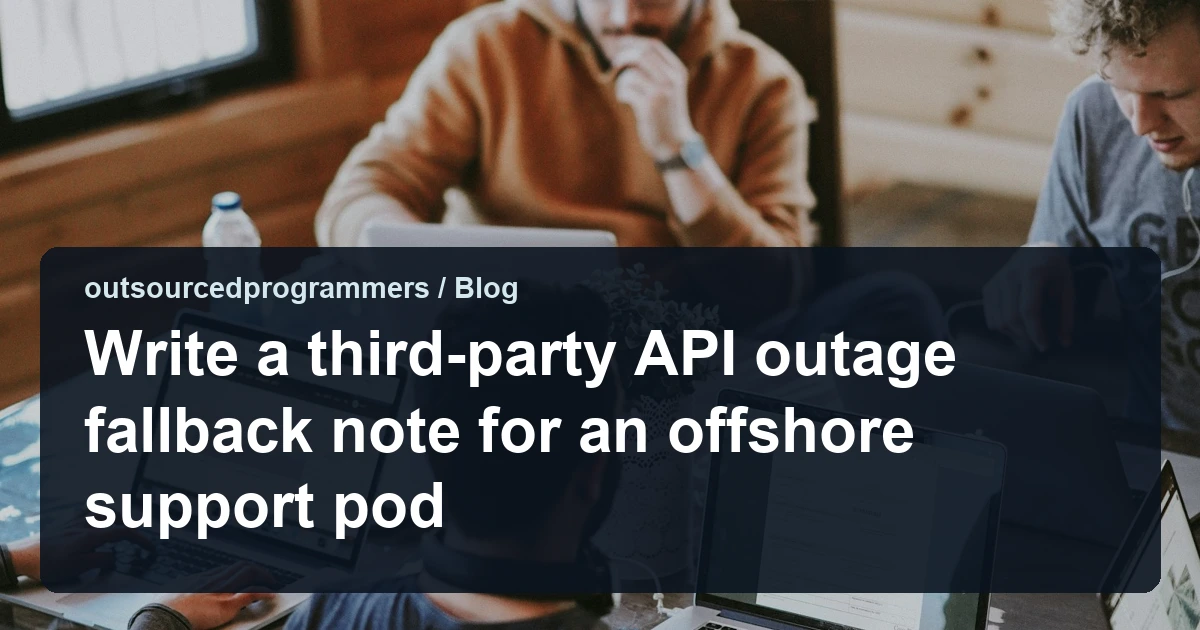 outsourcedprogrammers / Blog
Write a third-party API outage
fallback note for an offshore
support pod